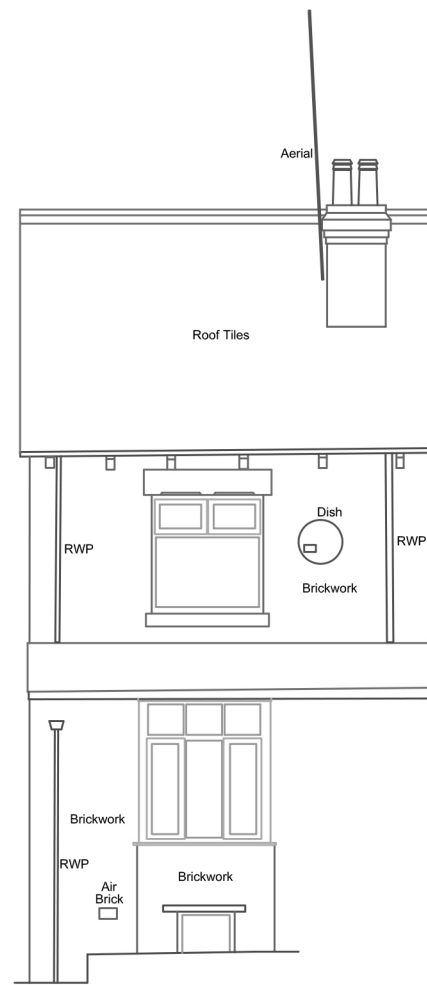 Aerial
Roof Tiles
Dish
RWP
RWP
Brickwork
Brickwork
RWP
Brickwork
Air
Brick